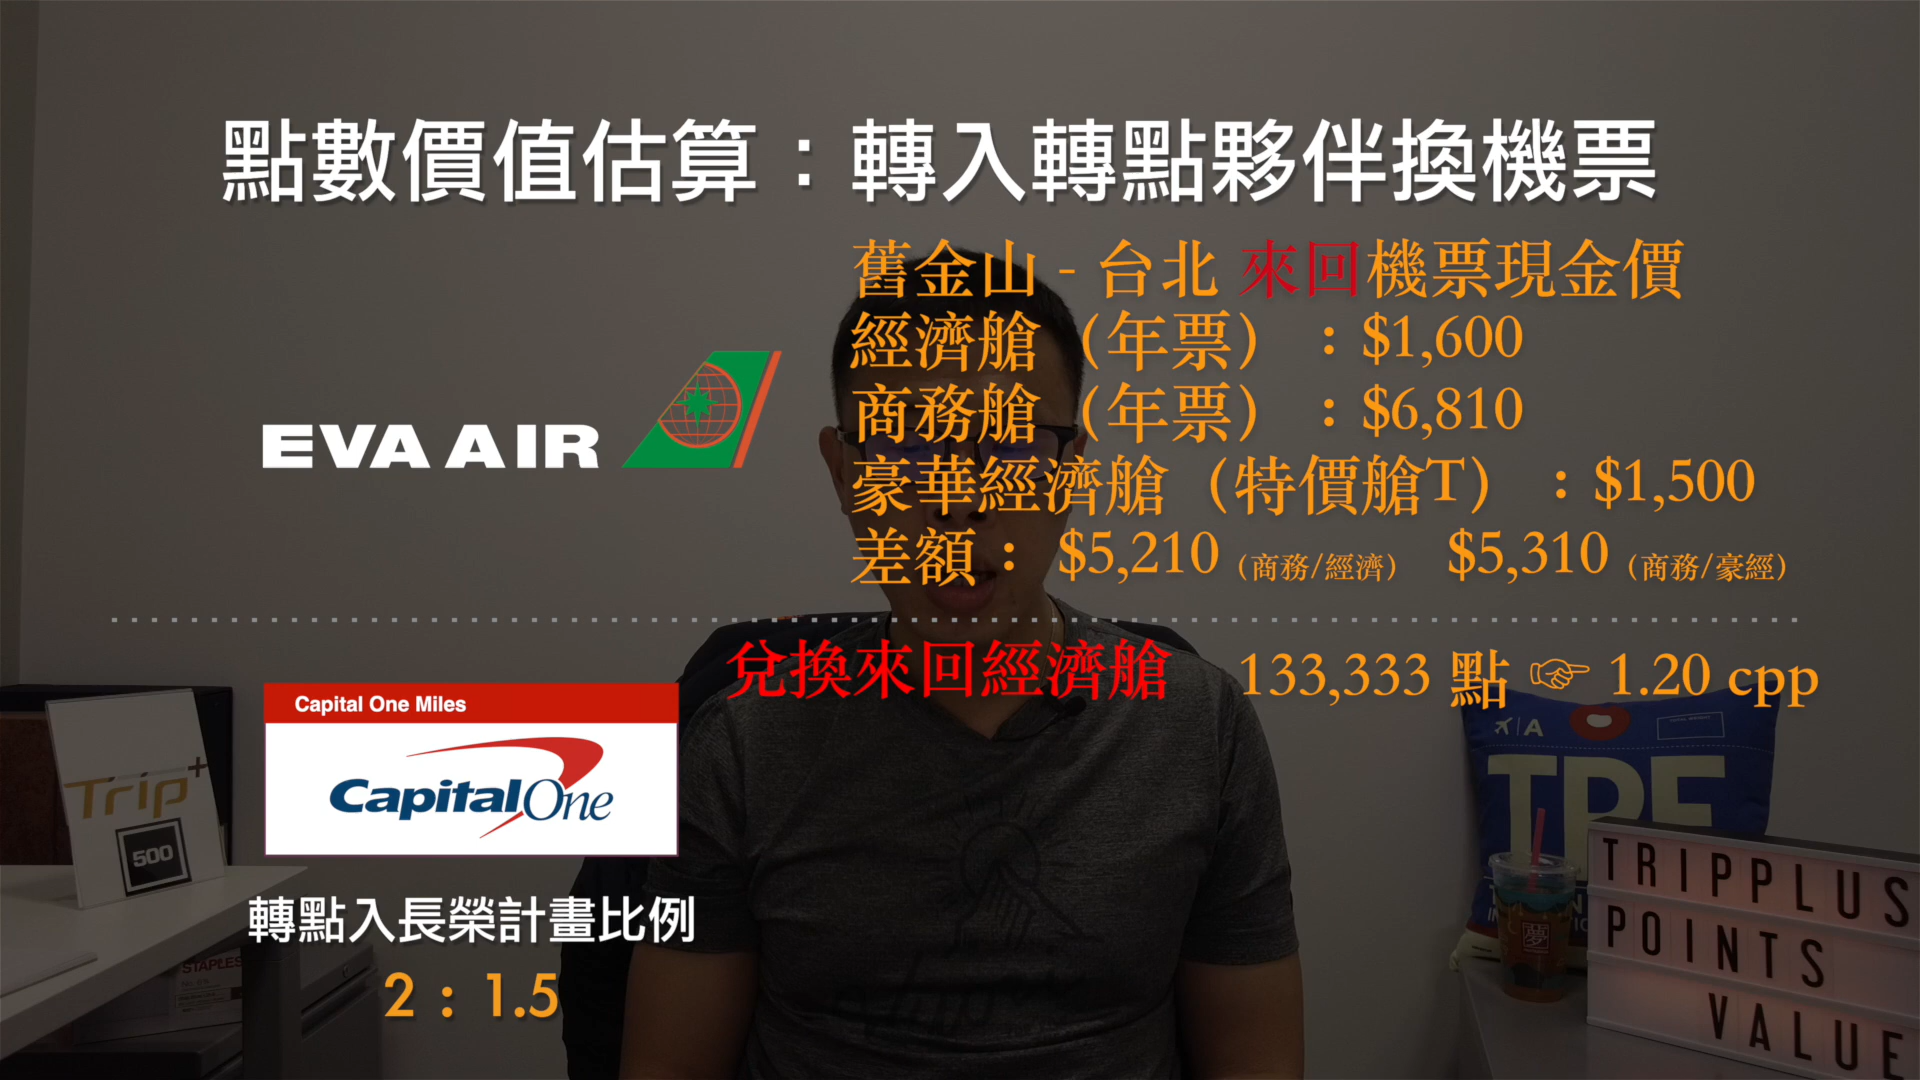 點數價值估算：轉入轉點夥伴換機票
舊金山 - 台北 來回機票現金價
經濟艙（年票）：$1,600
商務艙（年票）：$6,810
豪華經濟艙（特價艙T）：$1,500
差額： $5,210 （商務/經濟） $5,310 （商務/豪經）
EVA AIR
兌換來回經濟艙 133,333 點 👉 1.20 cpp
Capital One Miles
Capital One
轉點入長榮計畫比例
2 : 1.5
Trip+
500
STAPLES
A
TPE
夢
TRIPPLUS
POINTS
VALUE